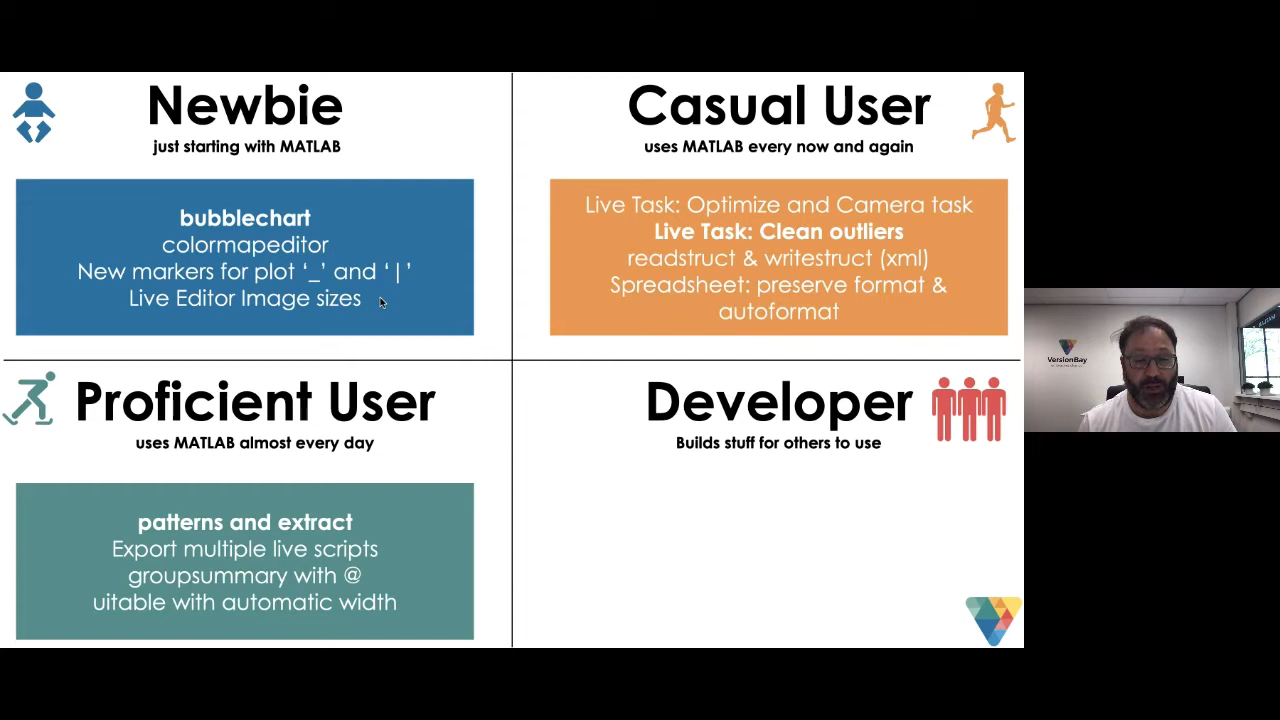 Newbie
just starting with MATLAB
bubblechart
colormapeditor
New markers for plot ‘_’ and ‘|’
Live Editor Image sizes
Casual User
uses MATLAB every now and again
Live Task: Optimize and Camera task
Live Task: Clean outliers
readstruct & writestruct (xml)
Spreadsheet: preserve format &
autoformat
Proficient User
uses MATLAB almost every day
patterns and extract
Export multiple live scripts
groupsummary with @
uitable with automatic width
Developer
Builds stuff for others to use
VersionBay